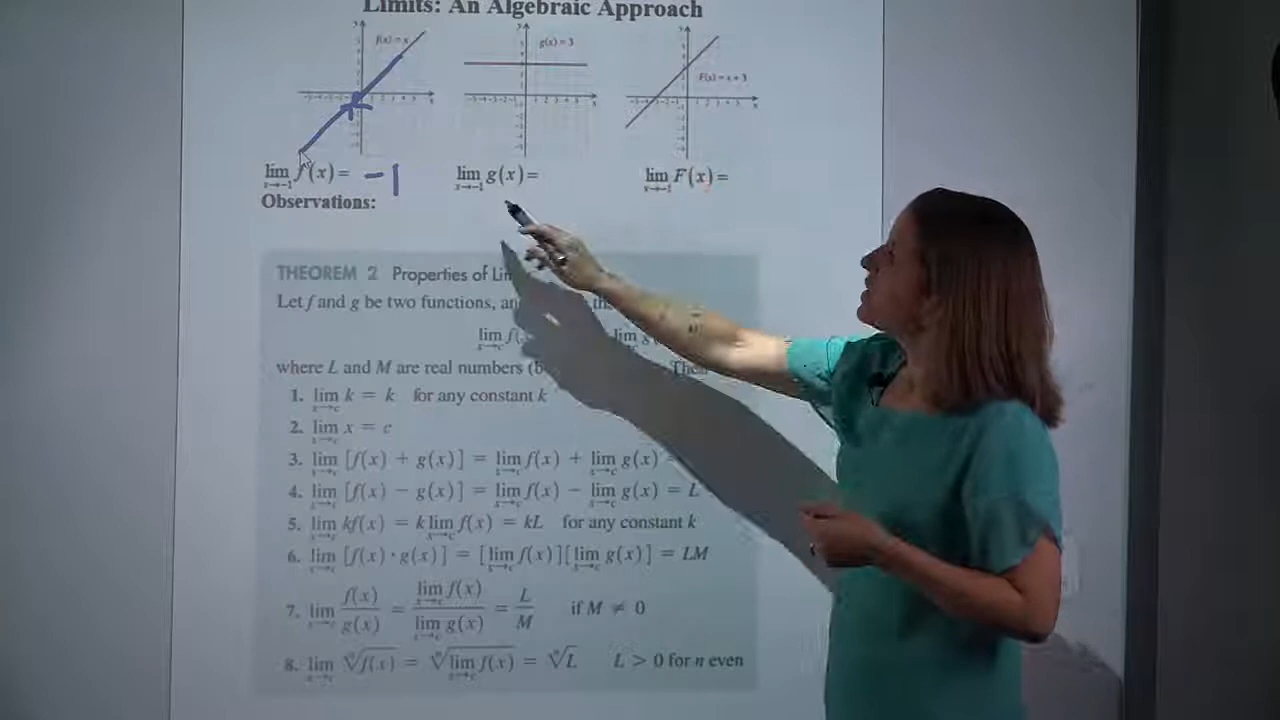 Limits: An Algebraic Approach
f(x) = x
g(x) = 3
F(x) = x + 3
lim f(x) = -1
x→-1
lim g(x) =
x→-1
lim F(x) =
x→-1
Observations:
THEOREM 2 Properties of
Let f and g be two functions,
lim
x→c
lim
where L and M are real numbers
1. lim k = k for any constant k
x→c
2. lim x = c
x→c
3. lim [f(x) + g(x)] = lim f(x) + lim g(x)
x→c x→c x→c
4. lim [f(x) − g(x)] = lim f(x) − lim g(x) = L
x→c x→c x→c
5. lim kf(x) = k lim f(x) = kL for any constant k
x→c x→c
6. lim [f(x) · g(x)] = [lim f(x)][lim g(x)] = LM
x→c x→c x→c
7. lim f(x)/g(x) = lim f(x)/lim g(x) = L/M if M ≠ 0
x→c x→c x→c
8. lim ⁿ√f(x) = ⁿ√lim f(x) = ⁿ√L L > 0 for n even
x→c x→c